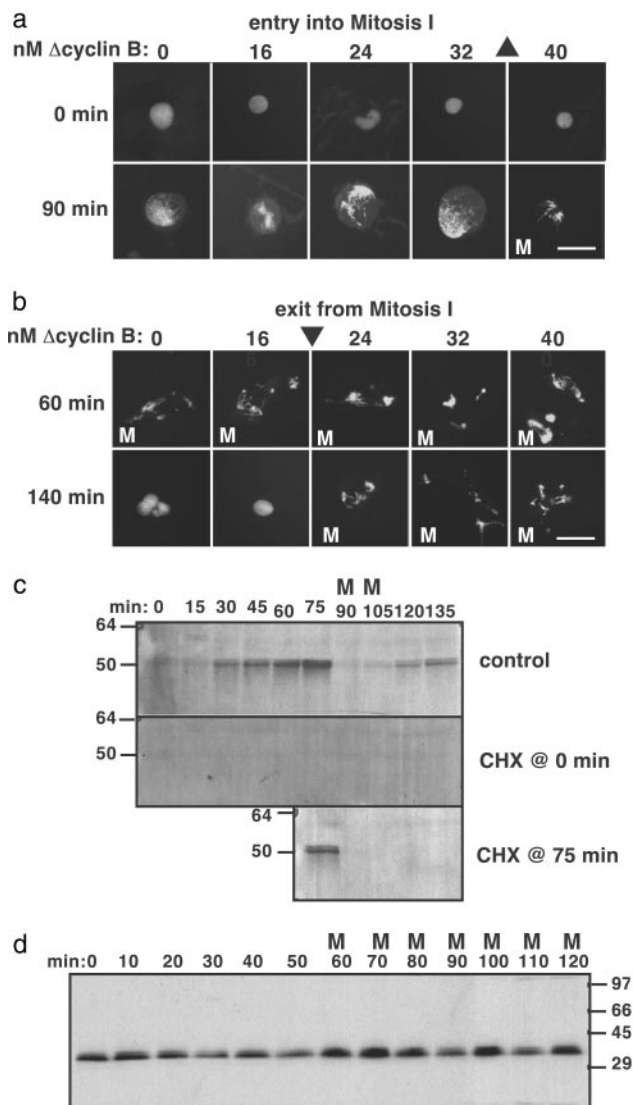 a
entry into Mitosis I
nM Δcyclin B: 0 16 24 32 ▲ 40
0 min
90 min
M
b
exit from Mitosis I
nM Δcyclin B: 0 16 ▼ 24 32 40
60 min
M M M M M
140 min
M M M
c
M M
min: 0 15 30 45 60 75 90 105 120 135
64
50
control
64
50
CHX @ 0 min
64
50
CHX @ 75 min
d
M M M M M M M
min: 0 10 20 30 40 50 60 70 80 90 100 110 120
97
66
45
29